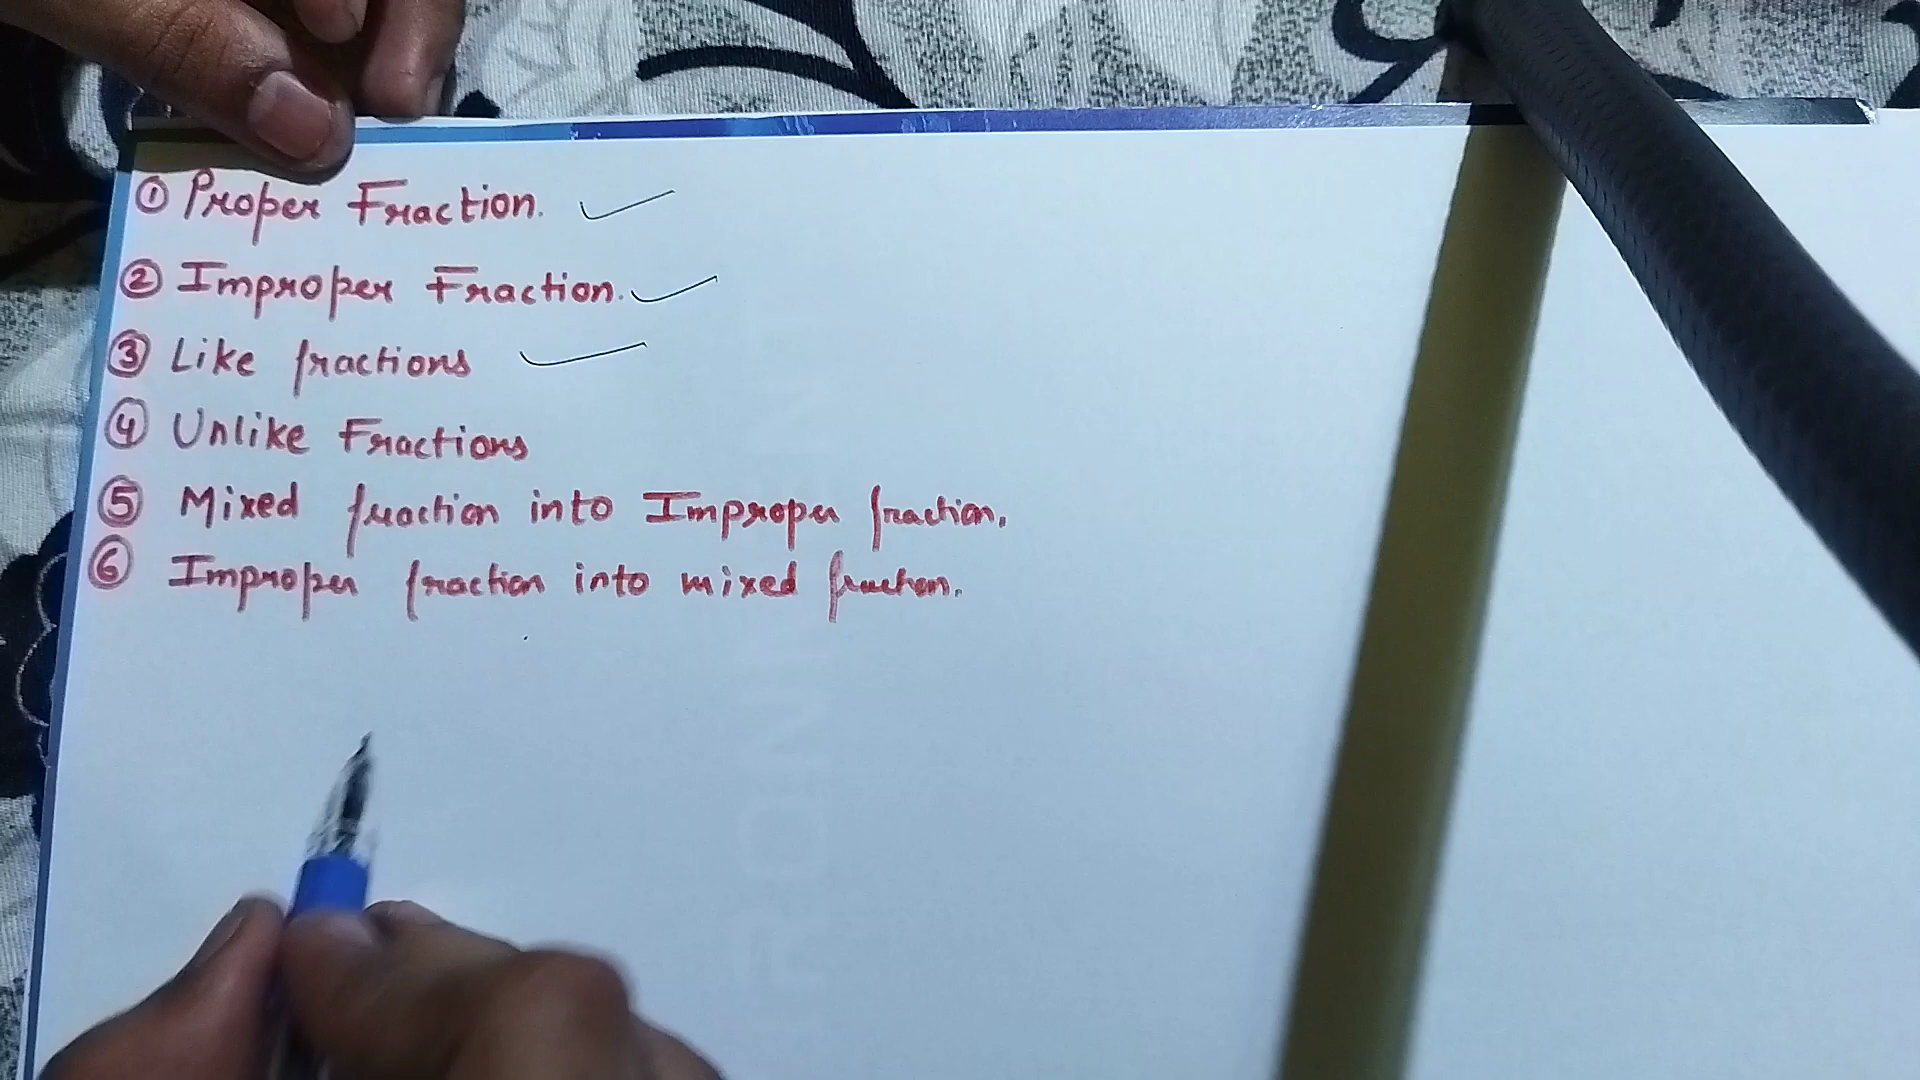 ① Proper Fraction.
② Improper Fraction.
③ Like fractions
④ Unlike Fractions
⑤ Mixed fraction into Improper fraction.
⑥ Improper fraction into mixed fraction.